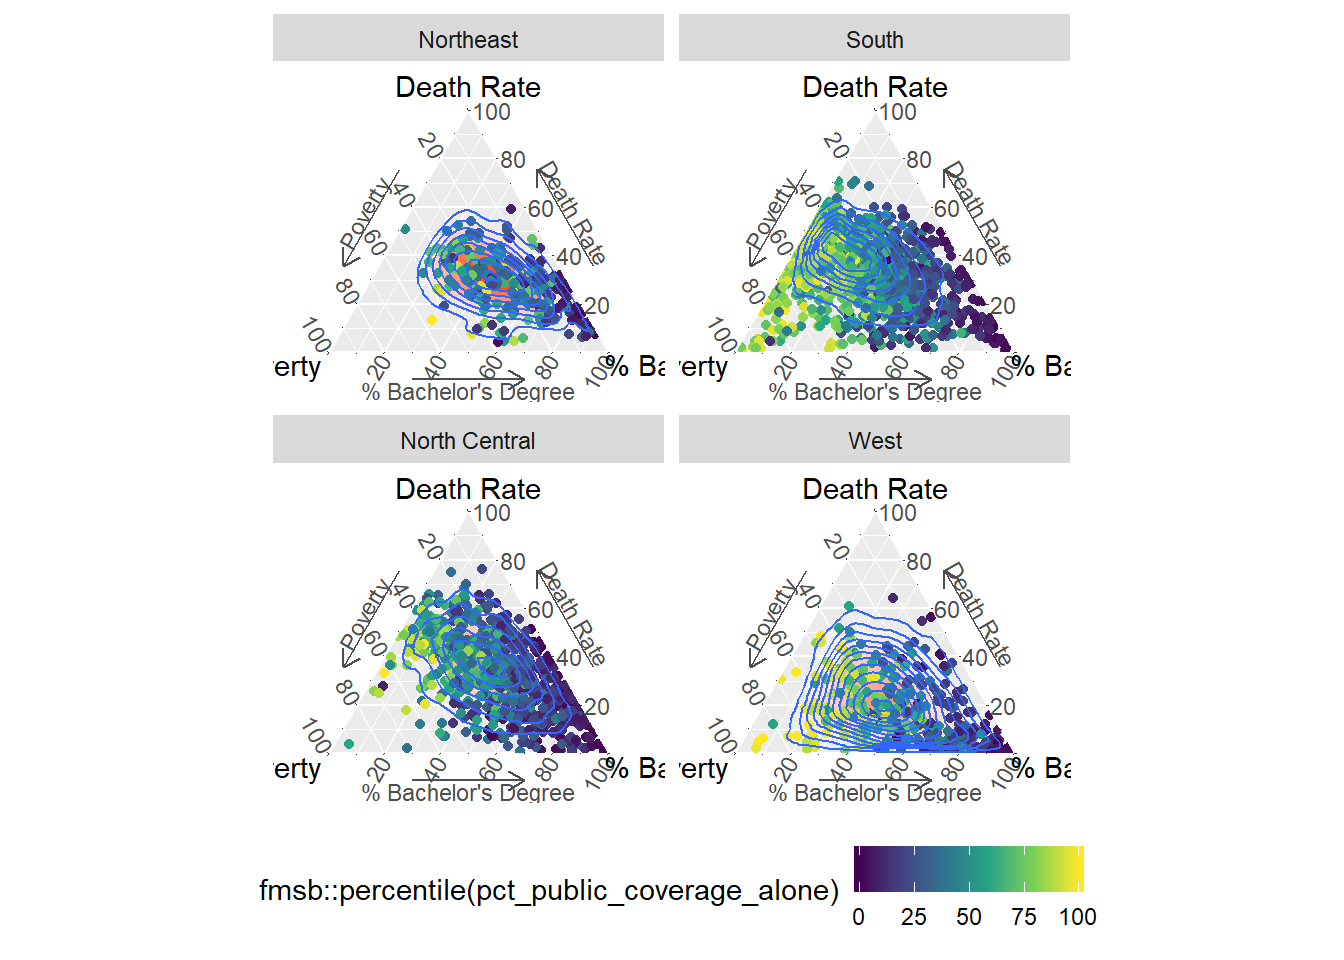 Northeast
South
Death Rate
Death Rate
100
100
20
80
20
80
Poverty
40
60
Death Rate
Poverty
40
60
Death Rate
60
40
60
40
80
20
80
20
100
100
erty
20
40
60
80
100
% Ba
erty
20
40
60
80
100
% Ba
% Bachelor's Degree
% Bachelor's Degree
North Central
West
Death Rate
Death Rate
100
100
20
80
20
80
Poverty
40
60
Death Rate
Poverty
40
60
Death Rate
60
40
60
40
80
20
80
20
100
100
erty
20
40
60
80
100
% Ba
erty
20
40
60
80
100
% Ba
% Bachelor's Degree
% Bachelor's Degree
fmsb::percentile(pct_public_coverage_alone)
0 25 50 75 100